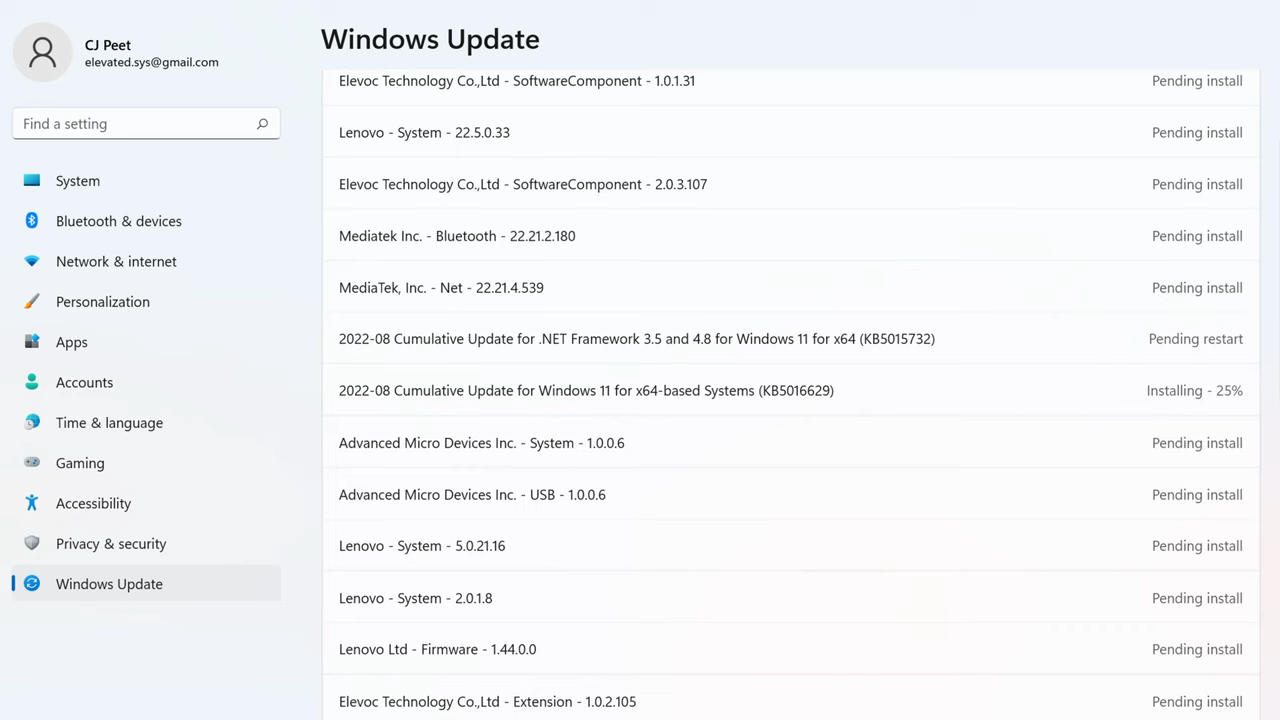 CJ Peet
elevated.sys@gmail.com
Find a setting
System
Bluetooth & devices
Network & internet
Personalization
Apps
Accounts
Time & language
Gaming
Accessibility
Privacy & security
Windows Update
Windows Update
Elevoc Technology Co.,Ltd - SoftwareComponent - 1.0.1.31 Pending install
Lenovo - System - 22.5.0.33 Pending install
Elevoc Technology Co.,Ltd - SoftwareComponent - 2.0.3.107 Pending install
Mediatek Inc. - Bluetooth - 22.21.2.180 Pending install
MediaTek, Inc. - Net - 22.21.4.539 Pending install
2022-08 Cumulative Update for .NET Framework 3.5 and 4.8 for Windows 11 for x64 (KB5015732) Pending restart
2022-08 Cumulative Update for Windows 11 for x64-based Systems (KB5016629) Installing - 25%
Advanced Micro Devices Inc. - System - 1.0.0.6 Pending install
Advanced Micro Devices Inc. - USB - 1.0.0.6 Pending install
Lenovo - System - 5.0.21.16 Pending install
Lenovo - System - 2.0.1.8 Pending install
Lenovo Ltd - Firmware - 1.44.0.0 Pending install
Elevoc Technology Co.,Ltd - Extension - 1.0.2.105 Pending install